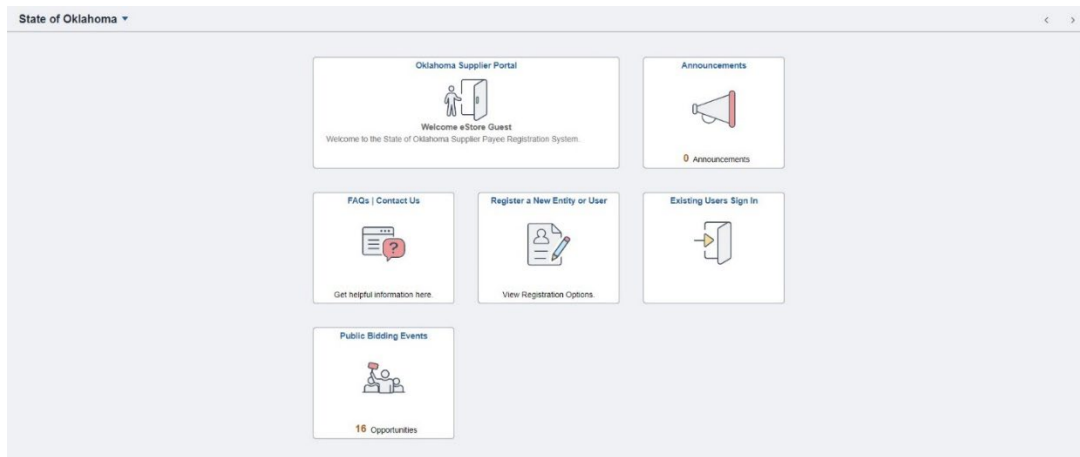 State of Oklahoma
Oklahoma Supplier Portal
Welcome eStore Guest
Welcome to the State of Oklahoma Supplier Payee Registration System.
Announcements
0 Announcements
FAQs | Contact Us
Get helpful information here.
Register a New Entity or User
View Registration Options.
Existing Users Sign In
Public Bidding Events
16 Opportunities